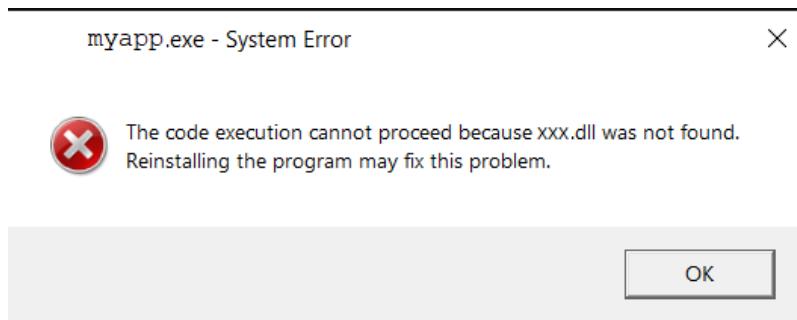 myapp.exe - System Error
The code execution cannot proceed because xxx.dll was not found.
Reinstalling the program may fix this problem.
OK